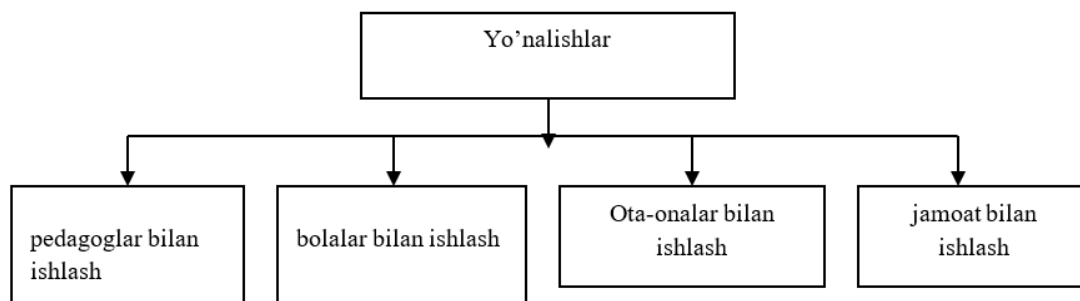 Yo’nalishlar
pedagoglar bilan
ishlash
bolalar bilan ishlash
Ota-onalar bilan
ishlash
jamoat bilan
ishlash